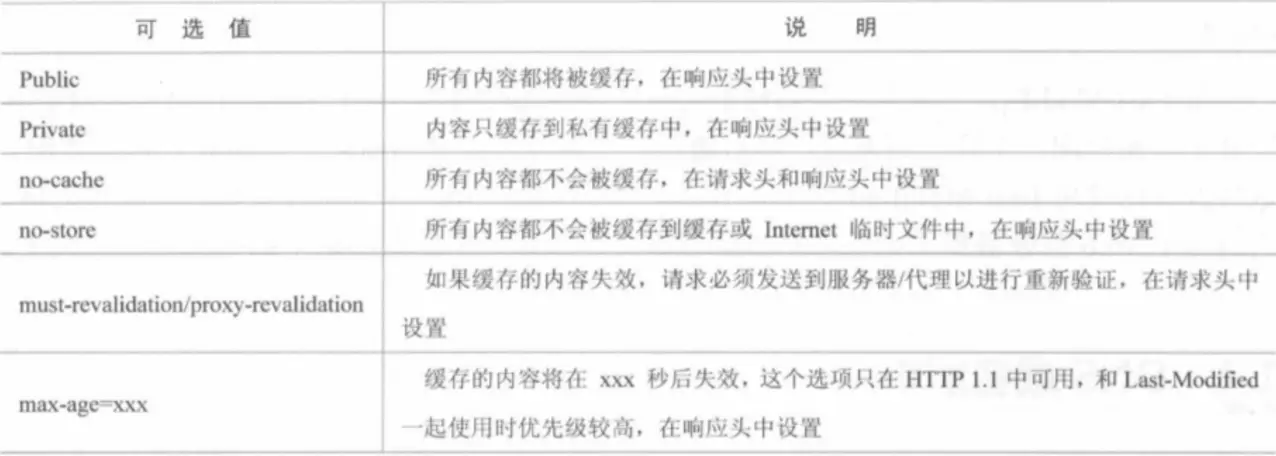 可选值 说明
Public 所有内容都将被缓存，在响应头中设置
Private 内容只缓存到私有缓存中，在响应头中设置
no-cache 所有内容都不会被缓存，在请求头和响应头中设置
no-store 所有内容都不会被缓存到缓存或 Internet 临时文件中，在响应头中设置
must-revalidation/proxy-revalidation 如果缓存的内容失效，请求必须发送到服务器/代理以进行重新验证，在请求头中
设置
max-age=xxx 缓存的内容将在 xxx 秒后失效，这个选项只在 HTTP 1.1 中可用，和 Last-Modified
一起使用时优先级较高，在响应头中设置